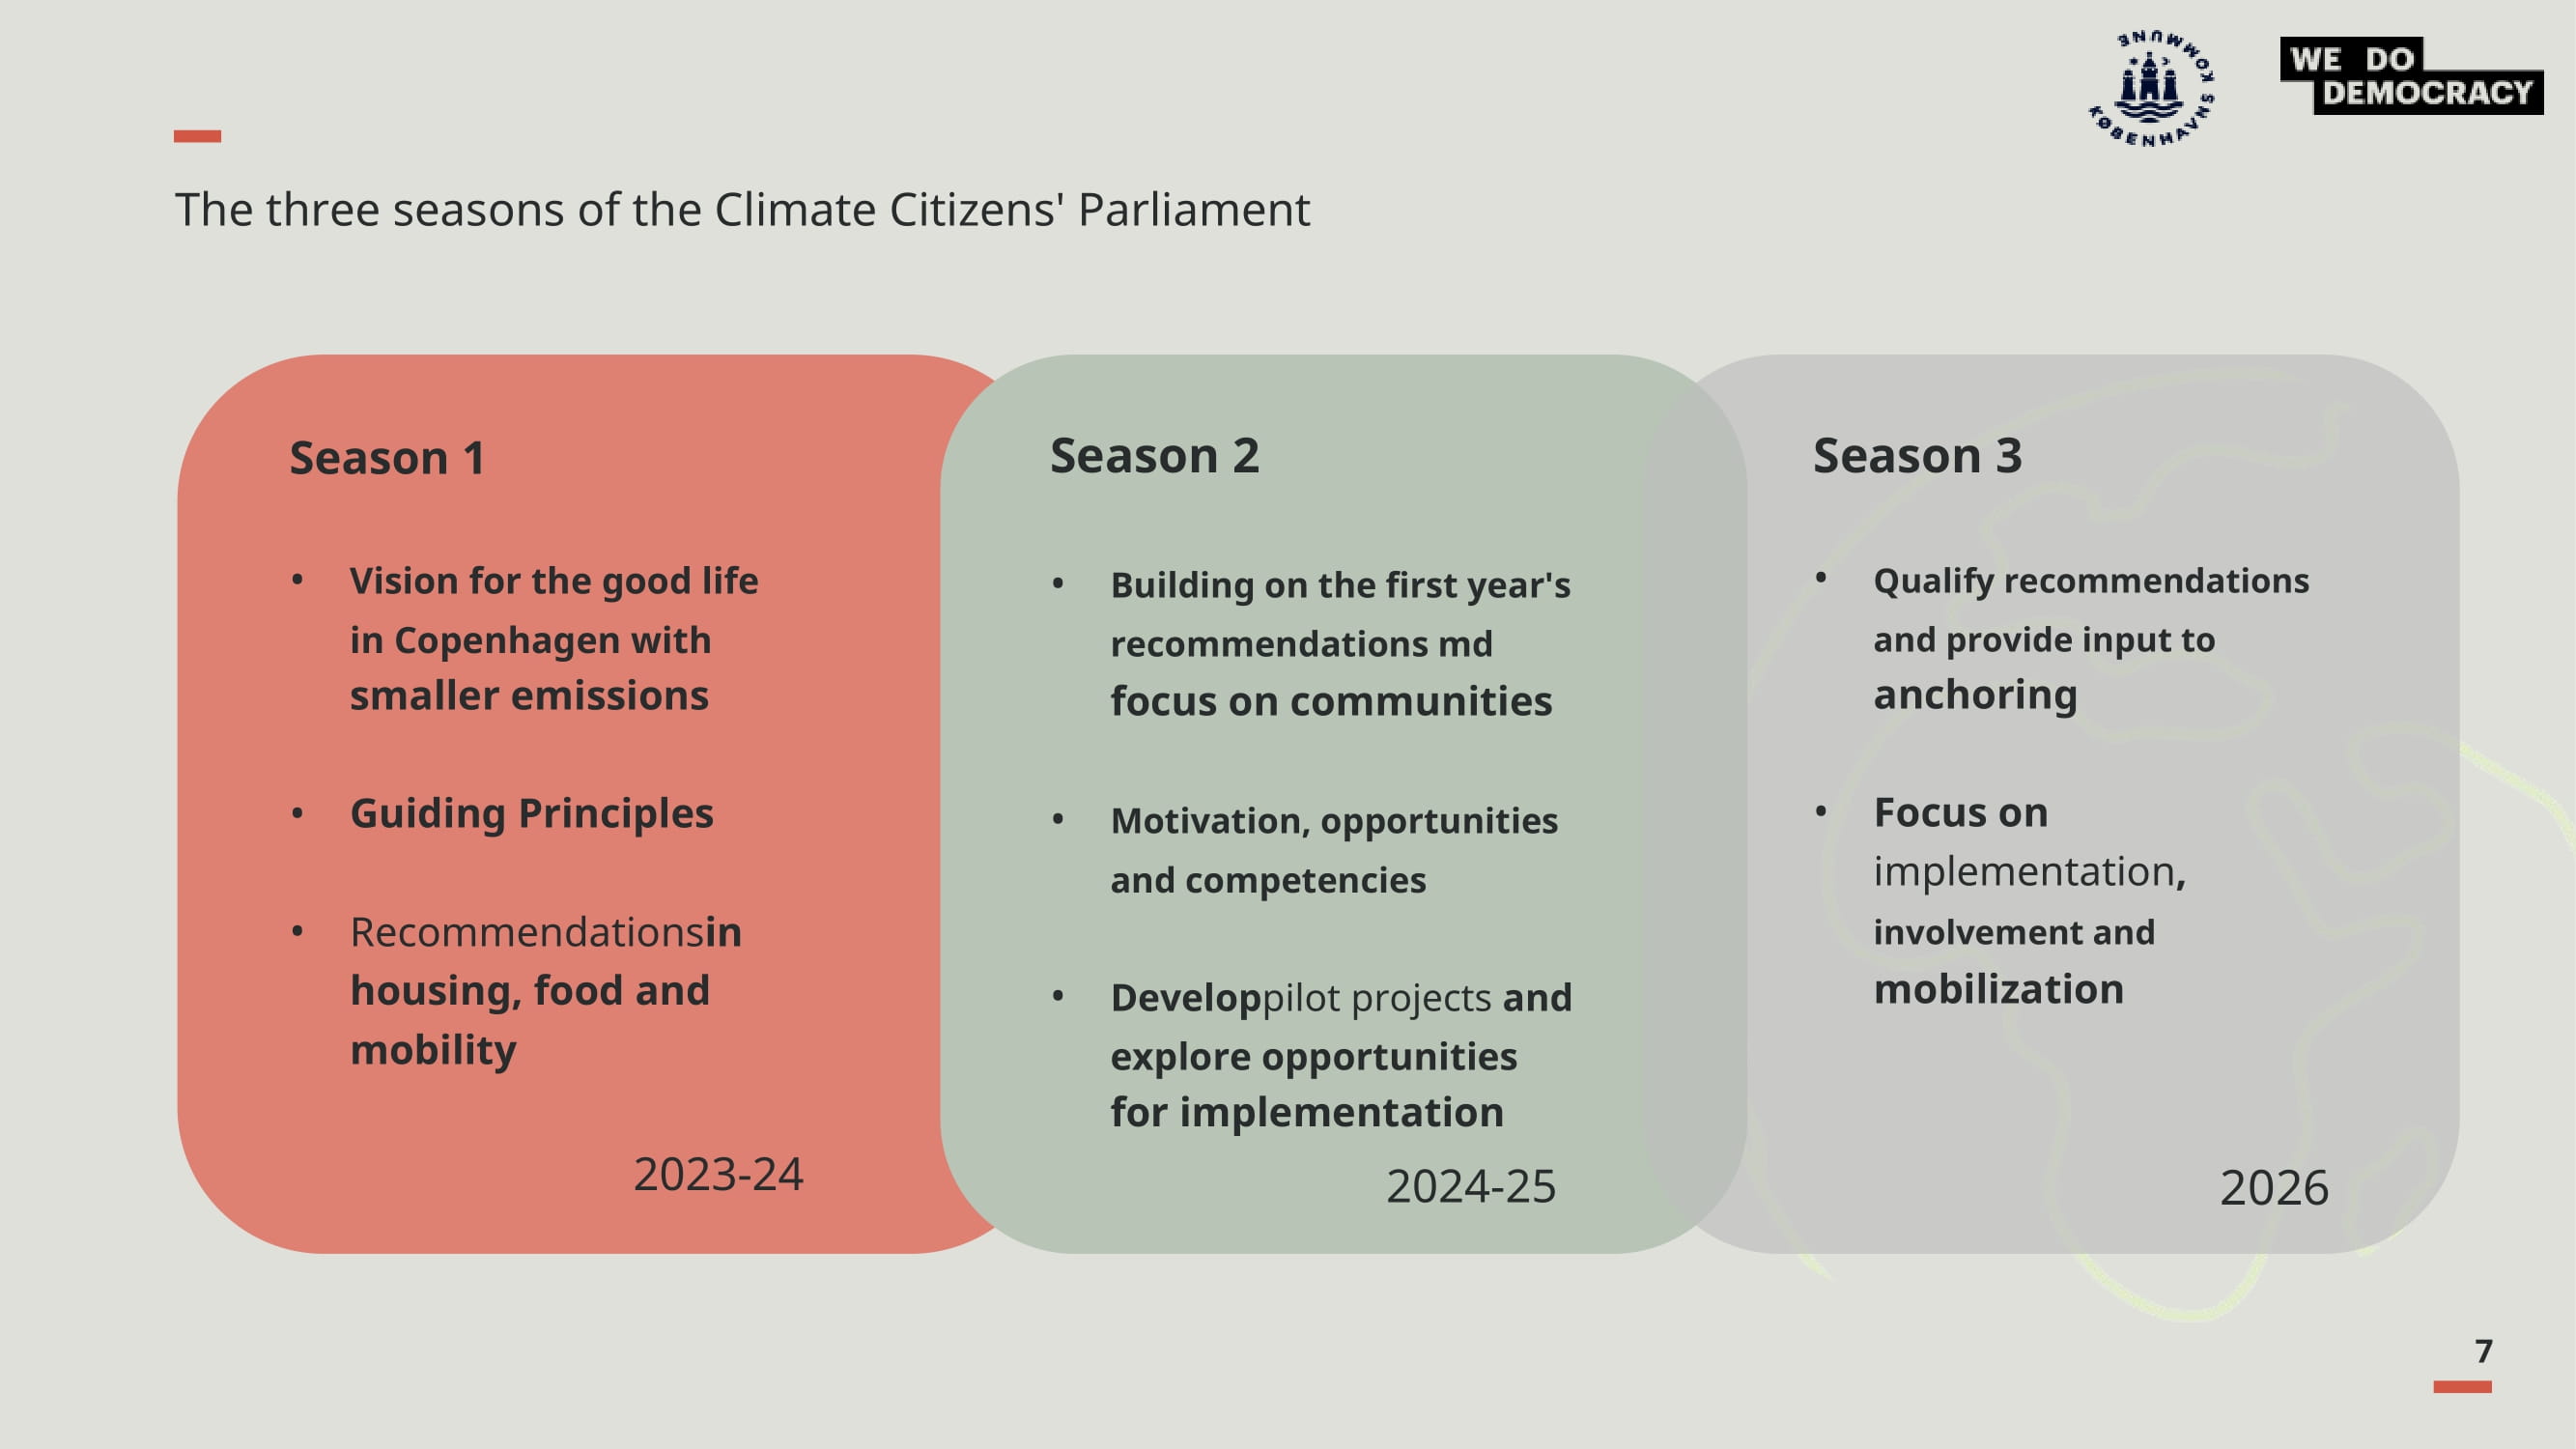 KØBENHAVNS KOMMUNE
WE DO
DEMOCRACY
The three seasons of the Climate Citizens' Parliament
Season 1
• Vision for the good life
in Copenhagen with
smaller emissions
• Guiding Principles
• Recommendationsin
housing, food and
mobility
2023-24
Season 2
• Building on the first year's
recommendations md
focus on communities
• Motivation, opportunities
and competencies
• Developpilot projects and
explore opportunities
for implementation
2024-25
Season 3
• Qualify recommendations
and provide input to
anchoring
• Focus on
implementation,
involvement and
mobilization
2026
7